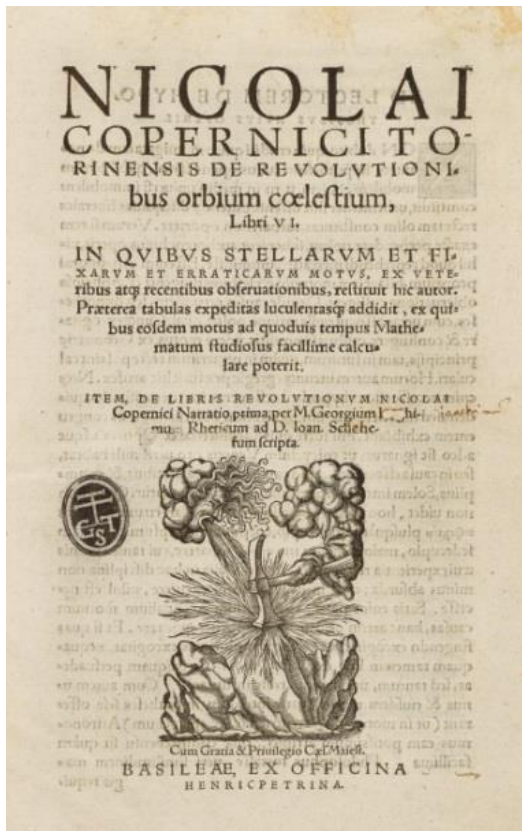 NICOLAI
COPERNICI TO-
RINENSIS DE REVOLVTIONI-
bus orbium cœleſtium,
Libri VI.
IN QVIBVS STELLARVM ET FI-
XARVM ET ERRATICARVM MOTVS, EX VETE-
ribus atqꝫ recentibus obſeruationibus, reſtituit hic autor.
Præterea tabulas expeditas luculentasqꝫ addidit, ex qui-
bus eoſdem motus ad quoduis tempus Mathe-
matum ſtudioſus facillime calcu-
lare poterit.
ITEM, DE LIBRIS REVOLVTIONVM NICOLAI
Copernici Narratio prima, per M. Georgium
Rheticum ad D. Ioan.
rum ſcripta.
GST
Cum Gratia & Priuilegio Cæſ. Maieſt.
BASILEAE, EX OFFICINA
HENRICPETRINA.